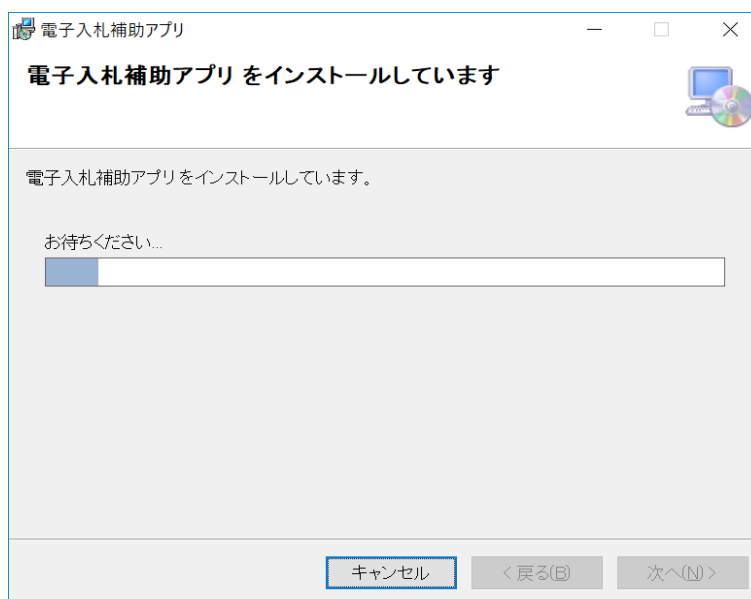 電子入札補助アプリ
電子入札補助アプリ をインストールしています
電子入札補助アプリをインストールしています。
お待ちください...
キャンセル
< 戻る(B)
次へ(N) >